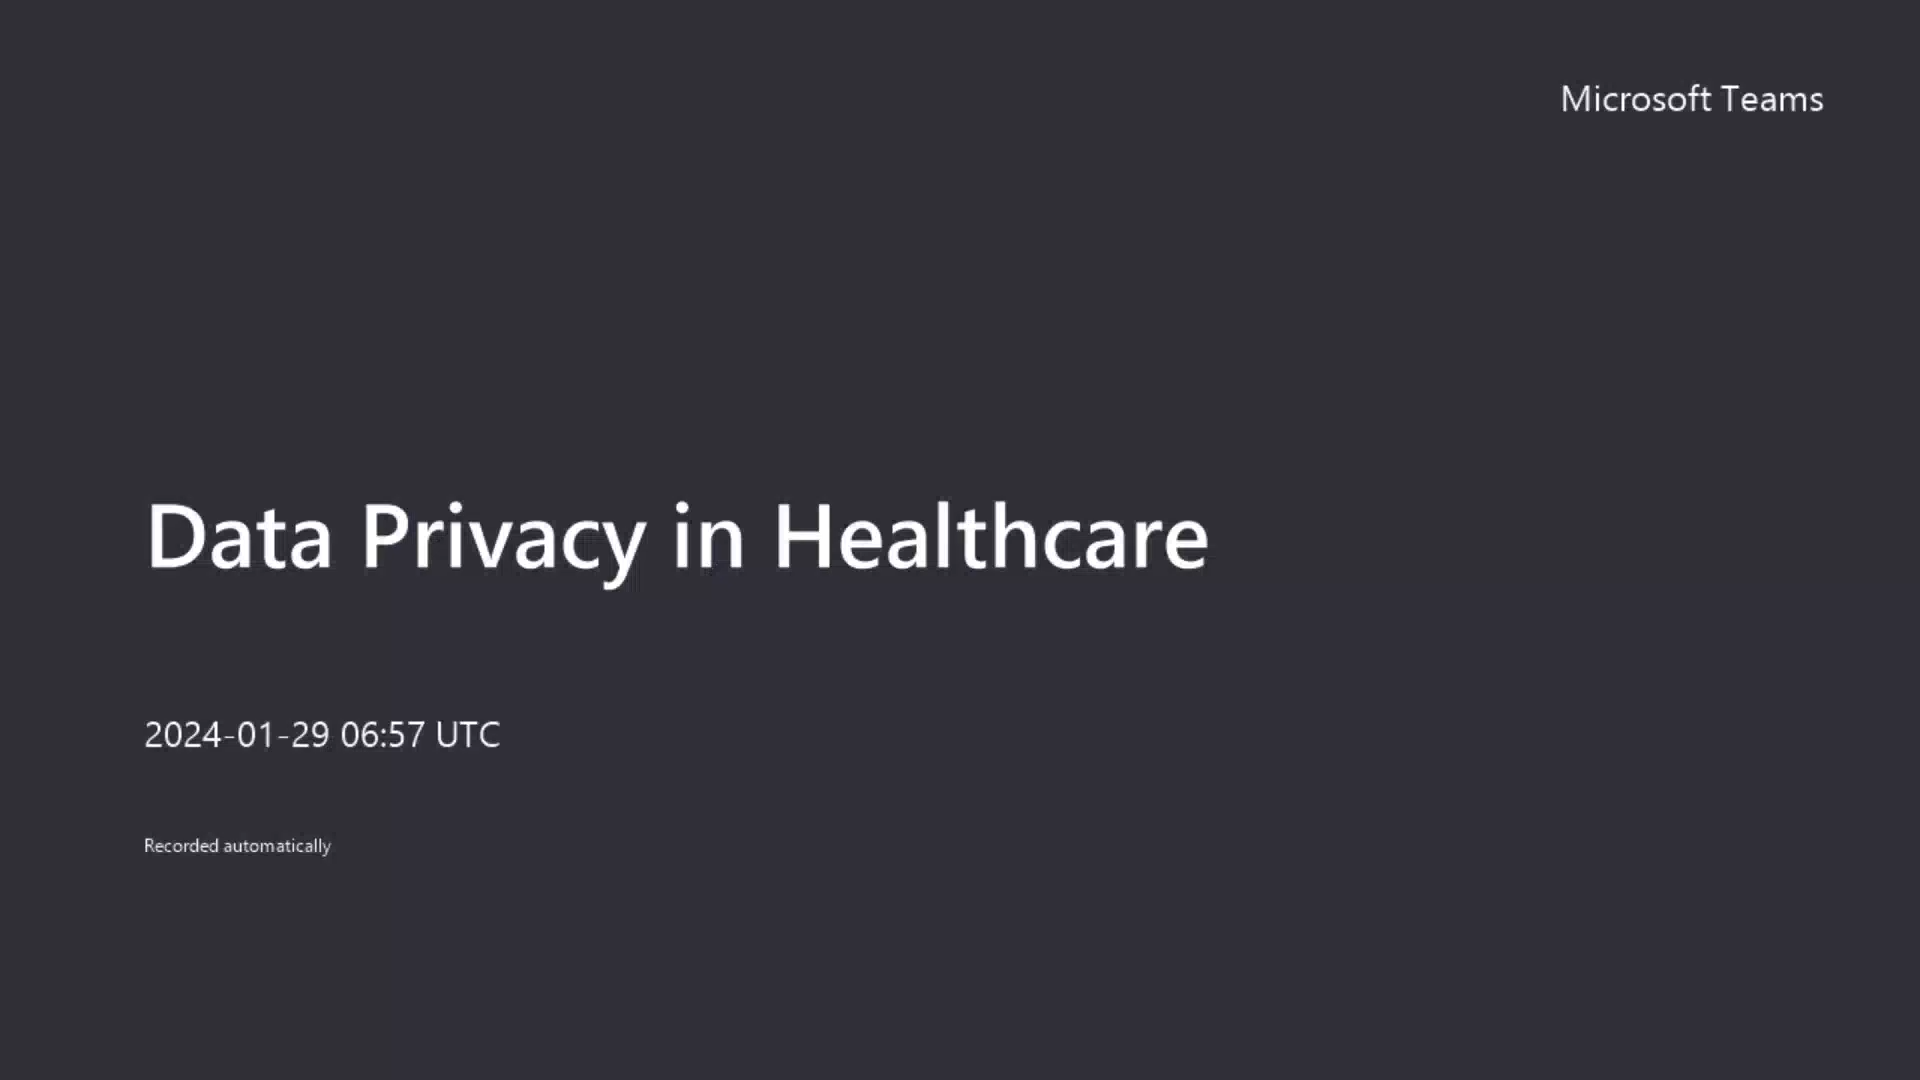 Microsoft Teams
Data Privacy in Healthcare
2024-01-29 06:57 UTC
Recorded automatically